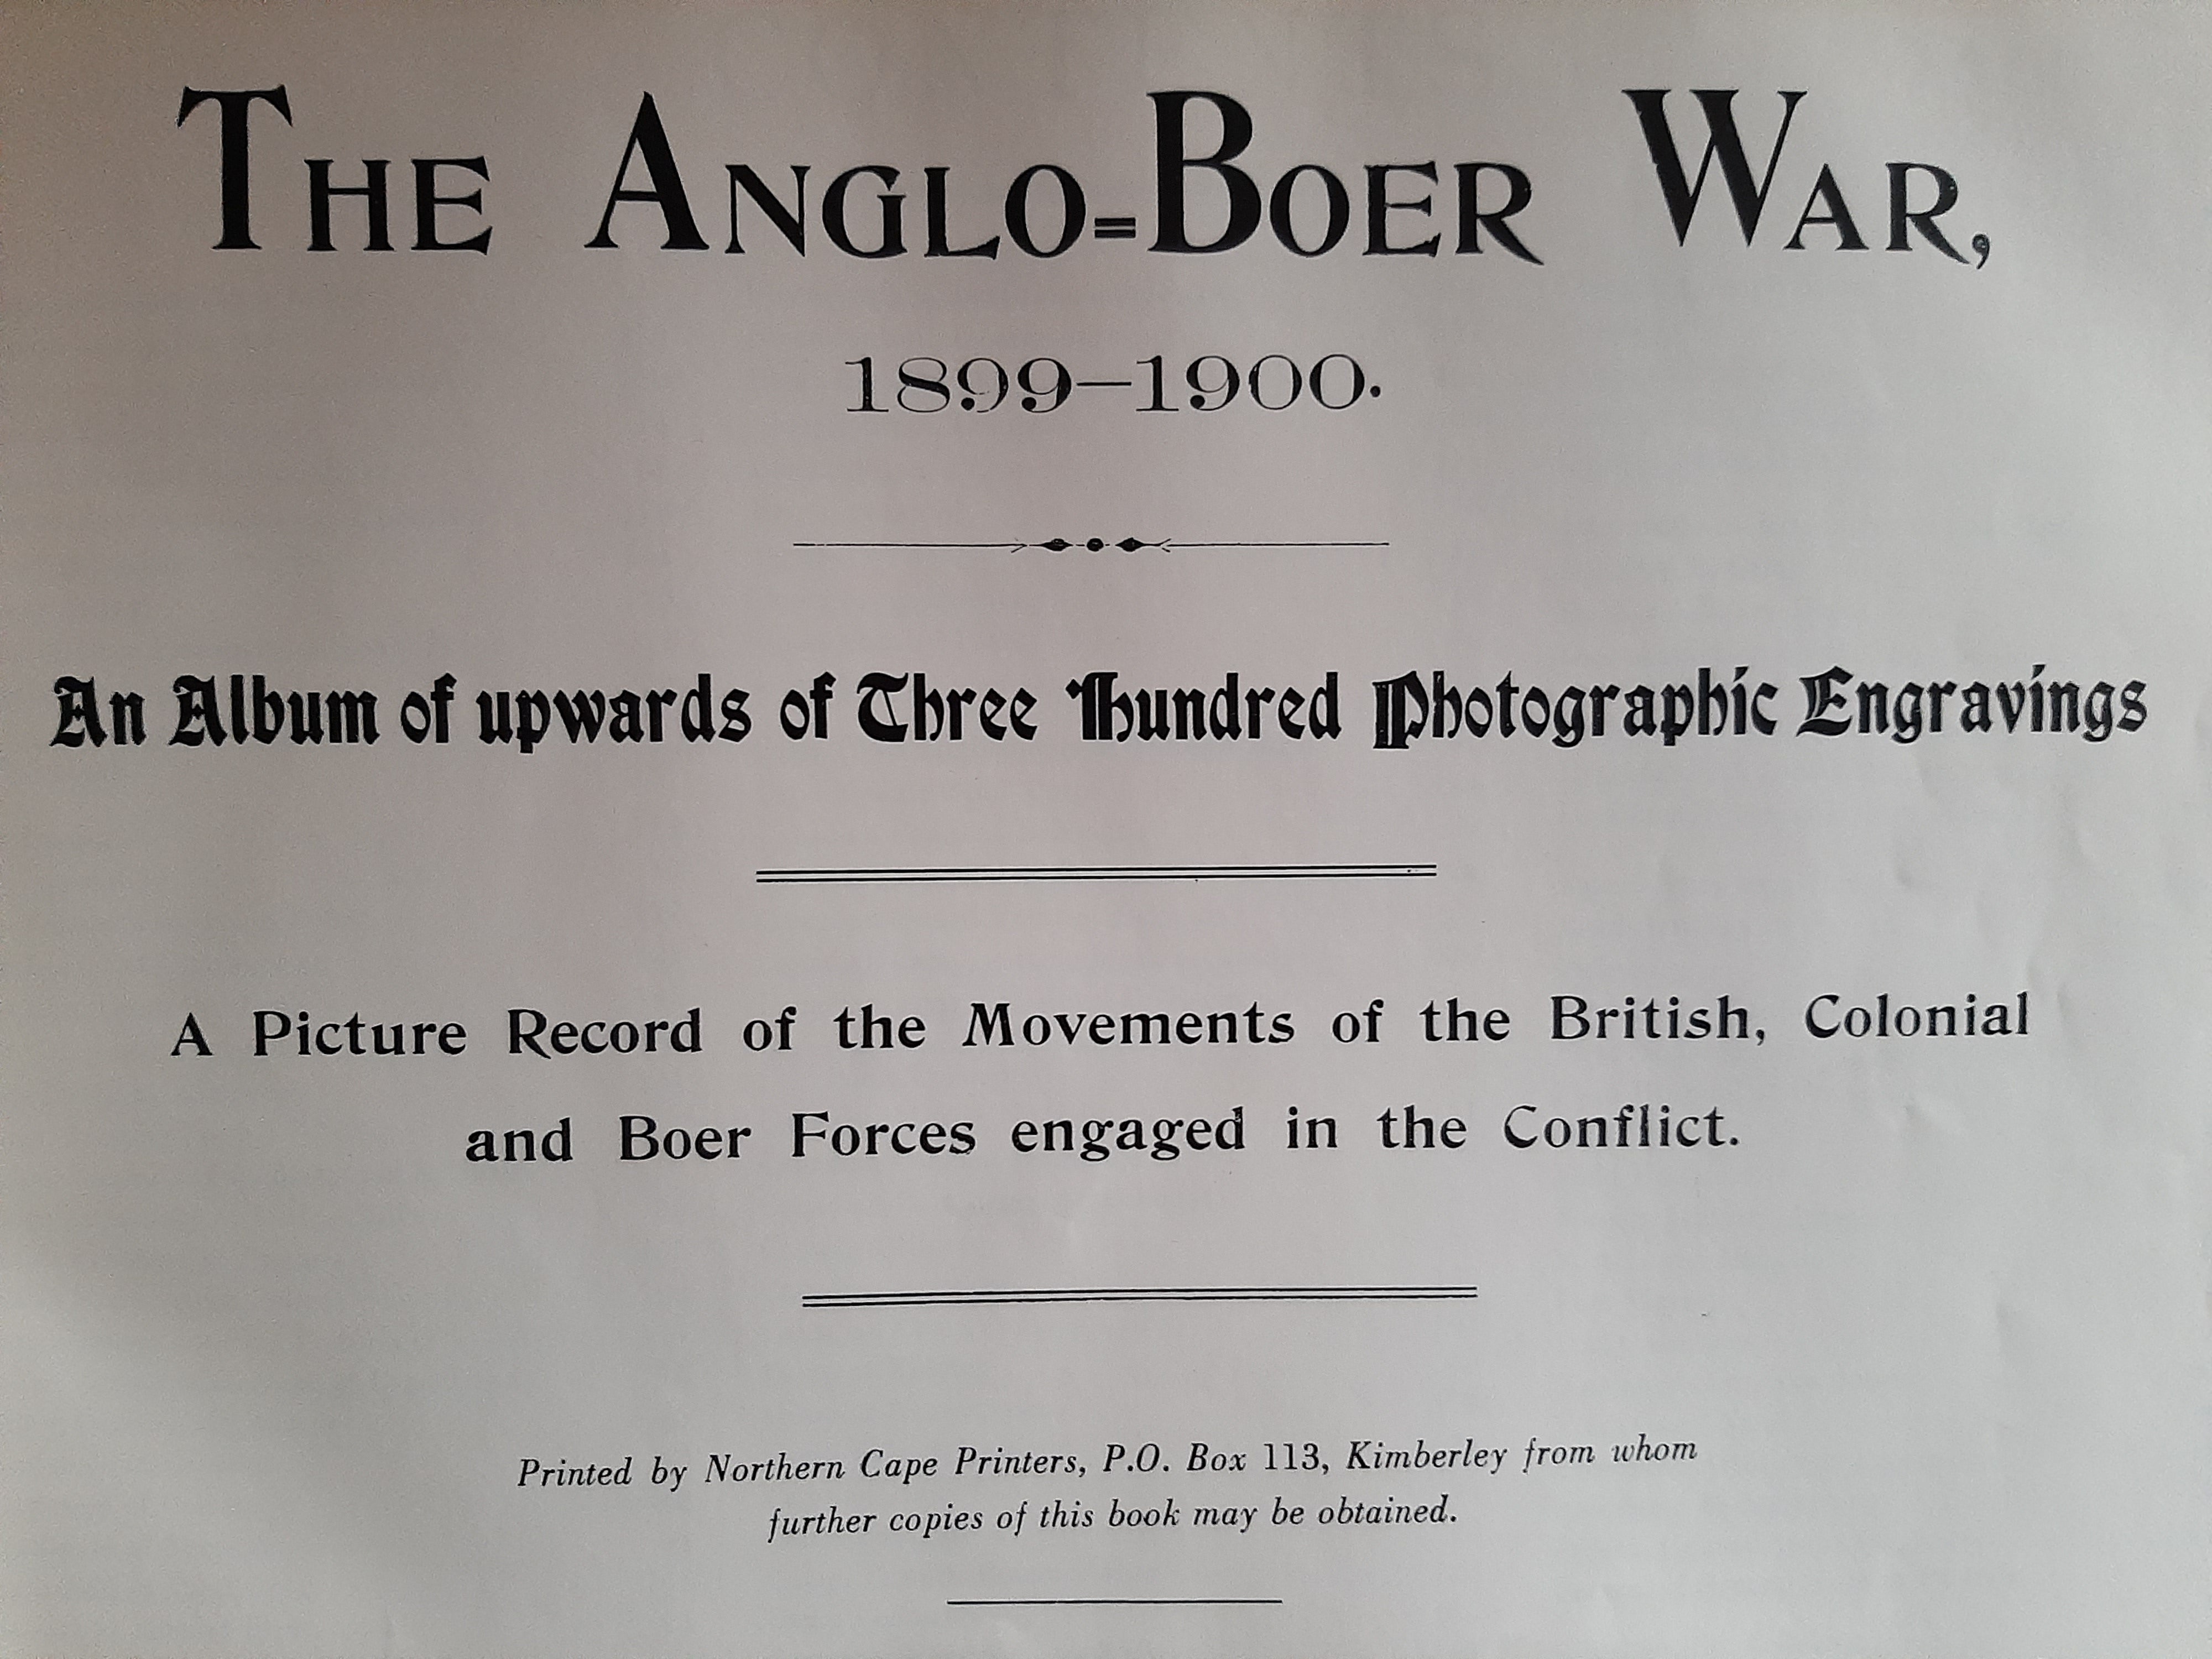 THE ANGLO=BOER WAR,
1899–1900.
An Album of upwards of Three Hundred Photographic Engravings
A Picture Record of the Movements of the British, Colonial
and Boer Forces engaged in the Conflict.
Printed by Northern Cape Printers, P.O. Box 113, Kimberley from whom
further copies of this book may be obtained.